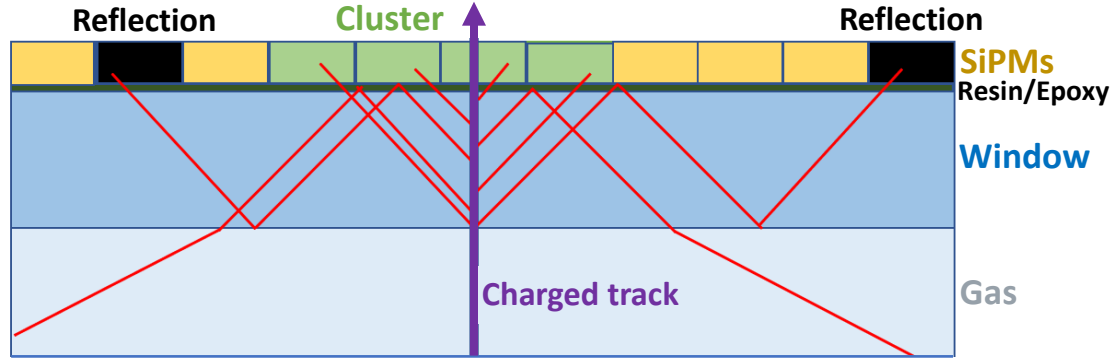 Reflection
Cluster
Reflection
SiPMs
Resin/Epoxy
Window
Charged track
Gas